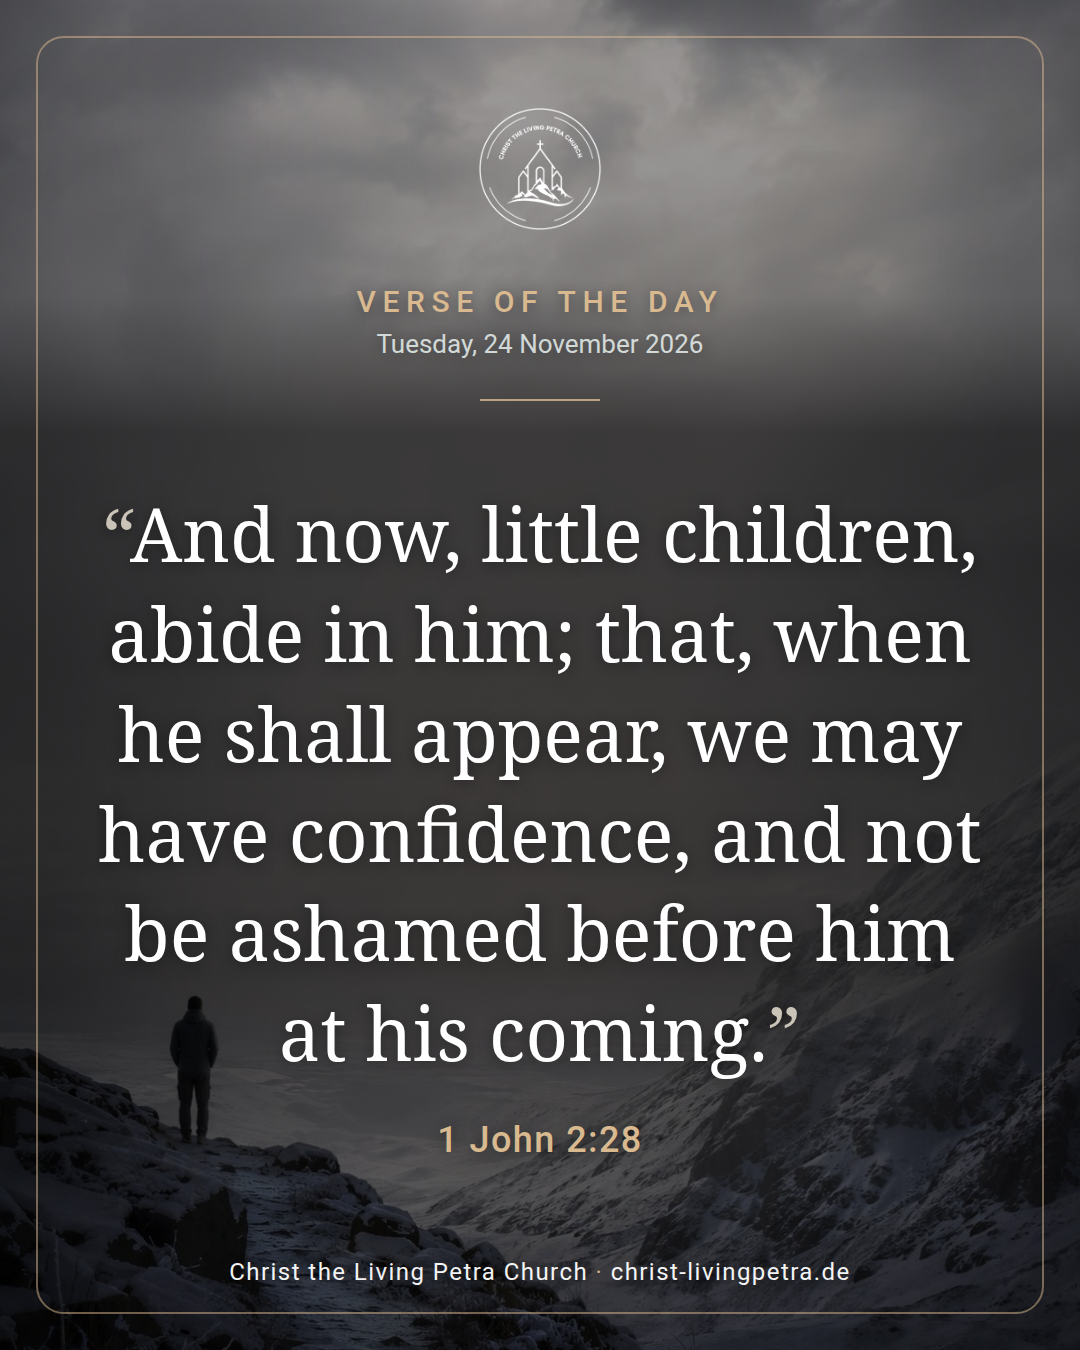 CHRIST THE LIVING PETRA CHURCH
VERSE OF THE DAY
Tuesday, 24 November 2026
“And now, little children,
abide in him; that, when
he shall appear, we may
have confidence, and not
be ashamed before him
at his coming.”
1 John 2:28
Christ the Living Petra Church · christ-livingpetra.de